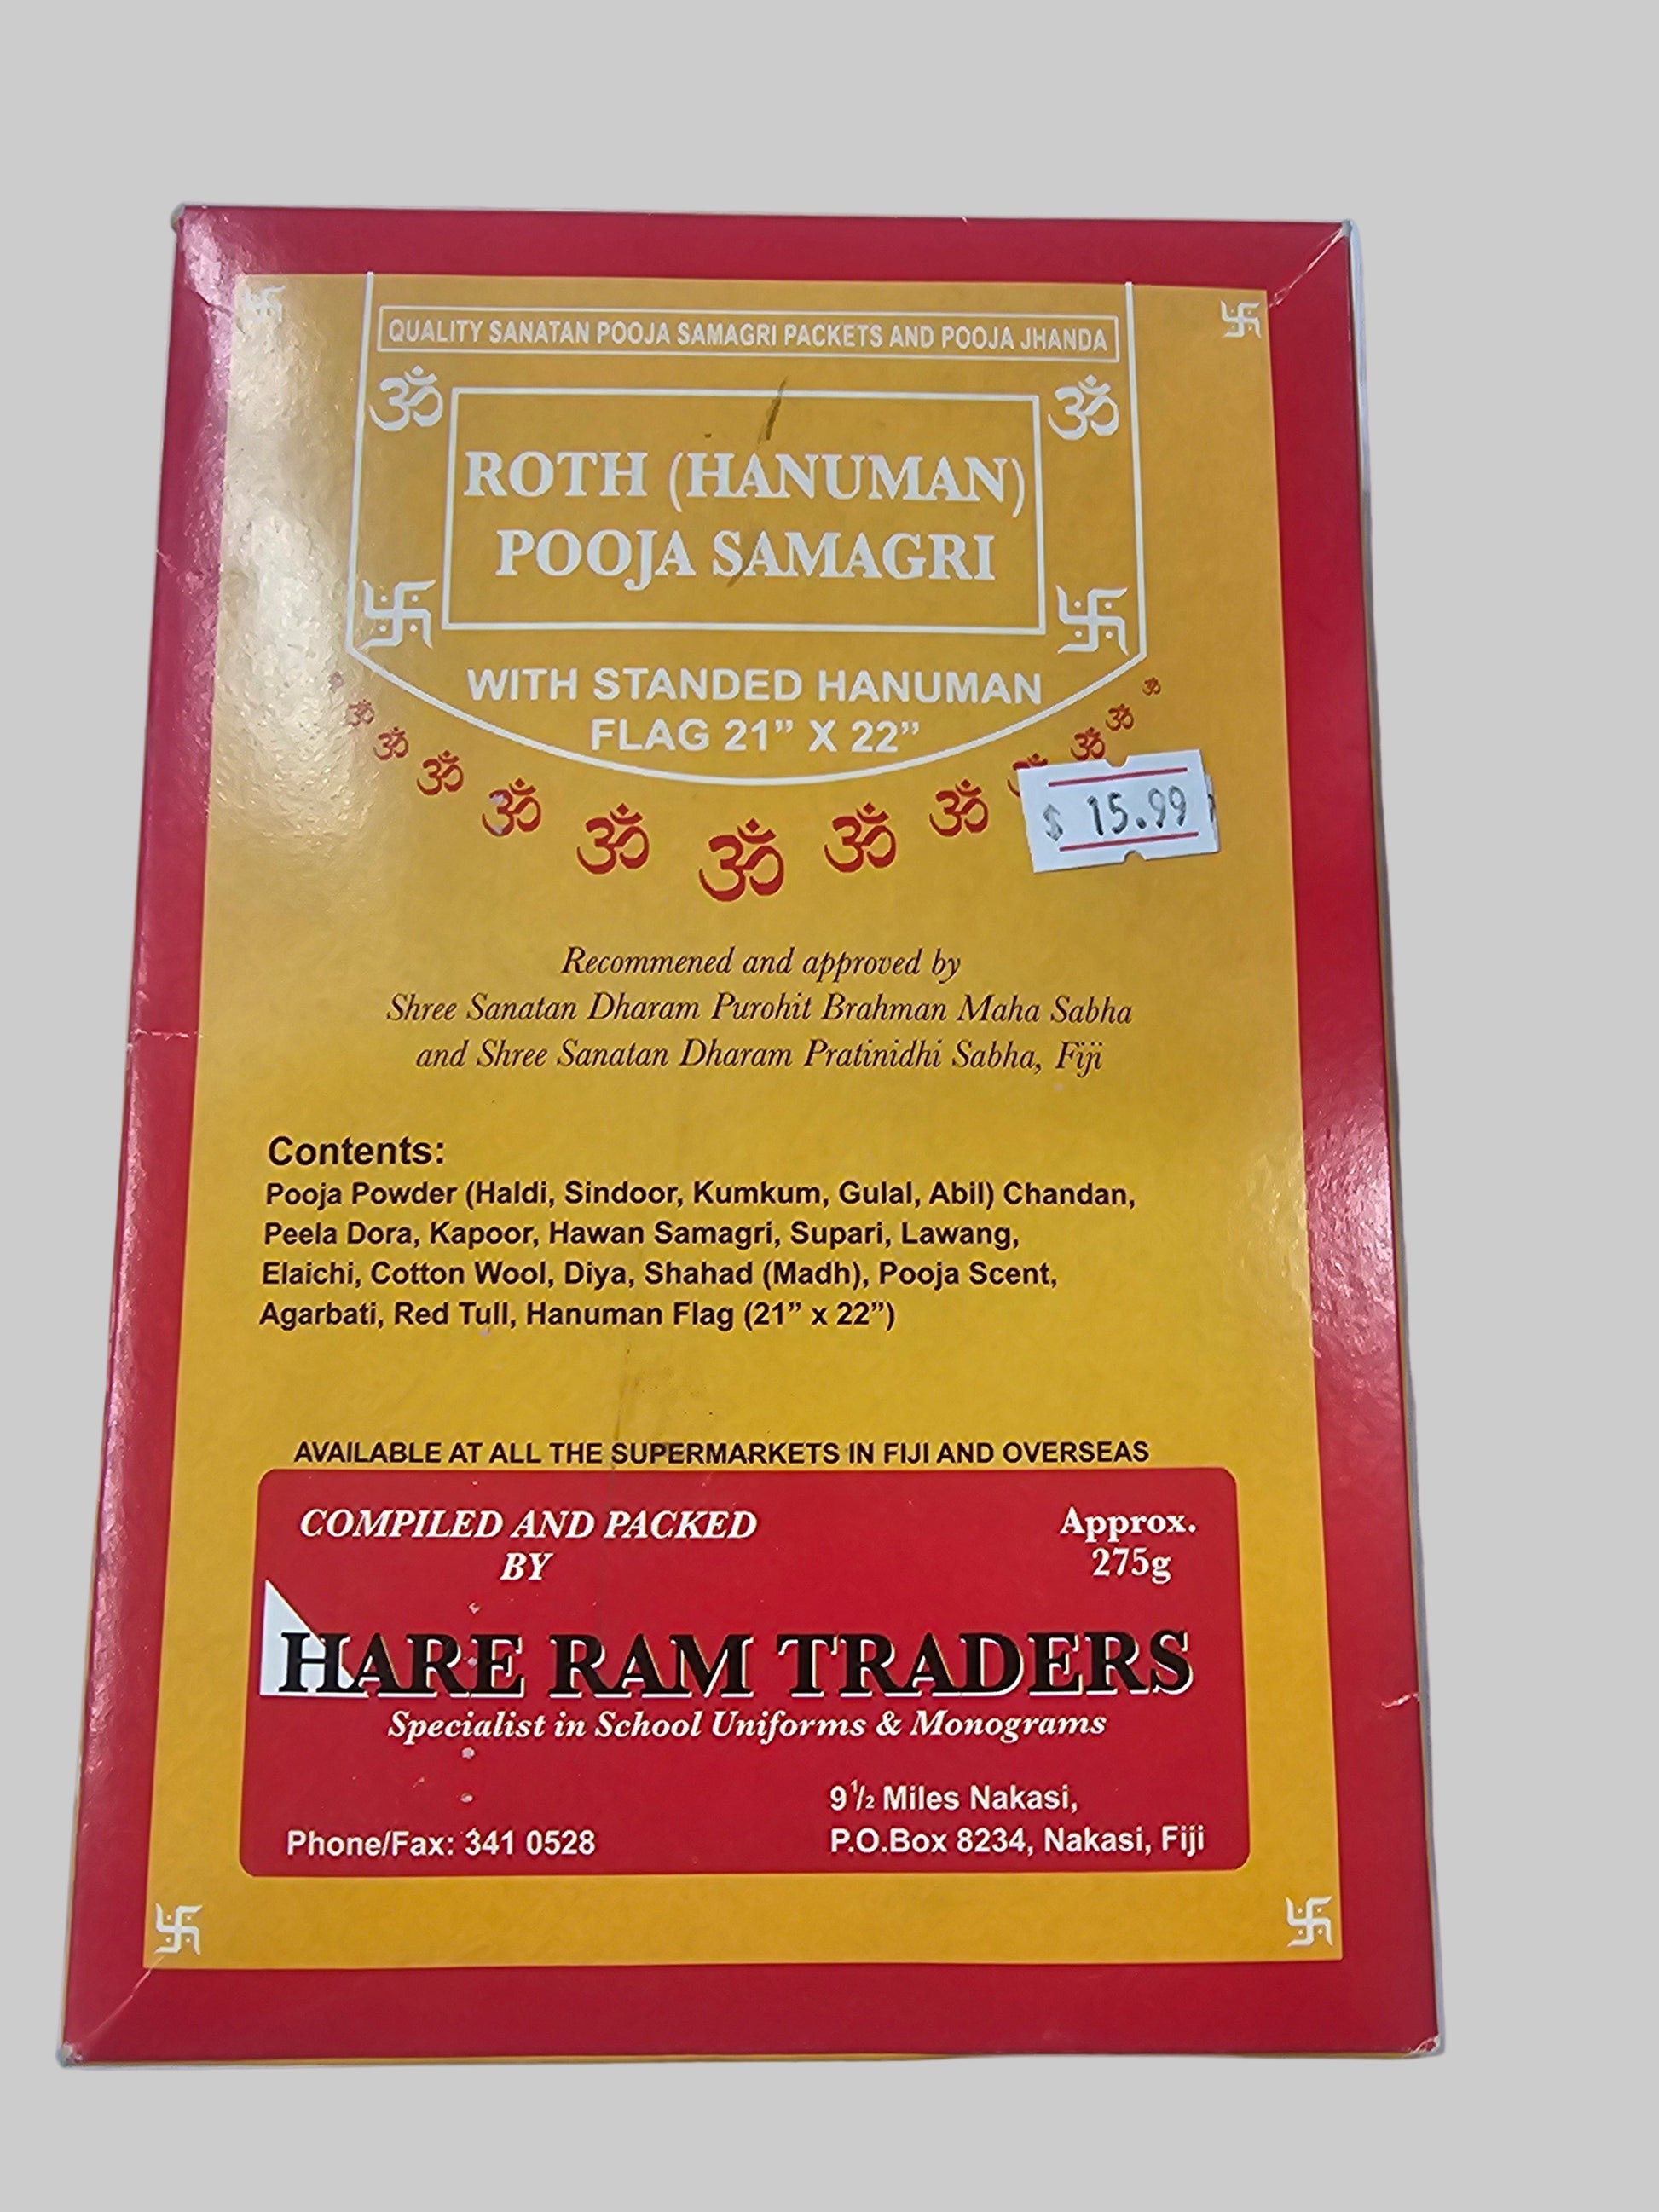 QUALITY SANATAN POOJA SAMAGRI PACKETS AND POOJA JHANDA
ॐ ॐ
ROTH (HANUMAN)
POOJA SAMAGRI
WITH STANDED HANUMAN
FLAG 21” X 22”
ॐ ॐ ॐ ॐ ॐ ॐ ॐ ॐ ॐ ॐ ॐ ॐ
$ 15.99
Recommened and approved by
Shree Sanatan Dharam Purohit Brahman Maha Sabha
and Shree Sanatan Dharam Pratinidhi Sabha, Fiji
Contents:
Pooja Powder (Haldi, Sindoor, Kumkum, Gulal, Abil) Chandan,
Peela Dora, Kapoor, Hawan Samagri, Supari, Lawang,
Elaichi, Cotton Wool, Diya, Shahad (Madh), Pooja Scent,
Agarbati, Red Tull, Hanuman Flag (21” x 22”)
AVAILABLE AT ALL THE SUPERMARKETS IN FIJI AND OVERSEAS
COMPILED AND PACKED
BY
Approx.
275g
HARE RAM TRADERS
Specialist in School Uniforms & Monograms
9 1/2 Miles Nakasi,
Phone/Fax: 341 0528
P.O.Box 8234, Nakasi, Fiji